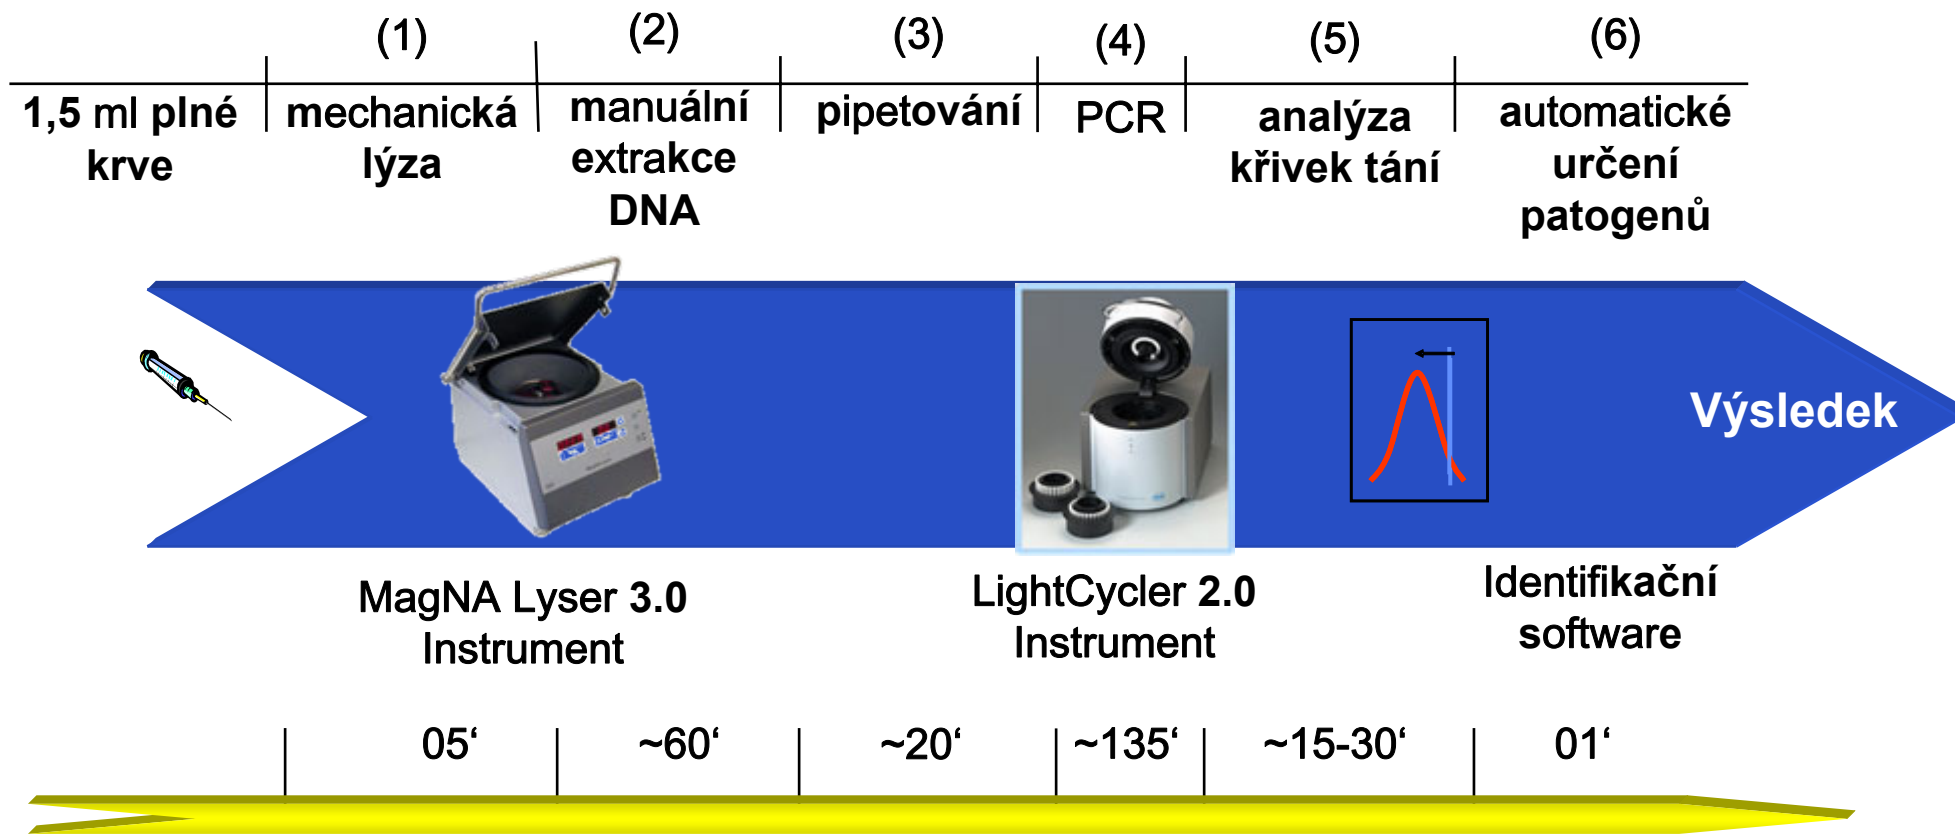 (1) (2) (3) (4) (5) (6)
1,5 ml plné
krve
mechanická
lýza
manuální
extrakce
DNA
pipetování
PCR
analýza
křivek tání
automatické
určení
patogenů
Výsledek
MagNA Lyser 3.0
Instrument
LightCycler 2.0
Instrument
Identifikační
software
05‘ ~60‘ ~20‘ ~135‘ ~15-30‘ 01‘